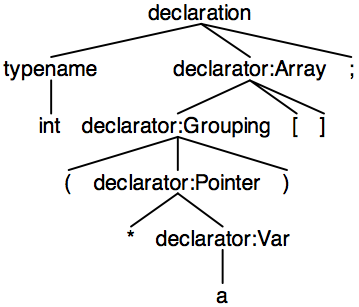 declaration
typename declarator:Array ;
int declarator:Grouping [ ]
( declarator:Pointer )
* declarator:Var
a